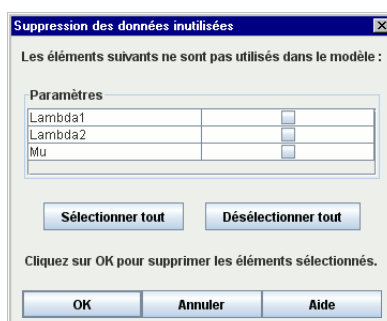 Suppression des données inutilisées
Les éléments suivants ne sont pas utilisés dans le modèle :
Paramètres
Lambda1
Lambda2
Mu
Sélectionner tout Désélectionner tout
Cliquez sur OK pour supprimer les éléments sélectionnés.
OK Annuler Aide